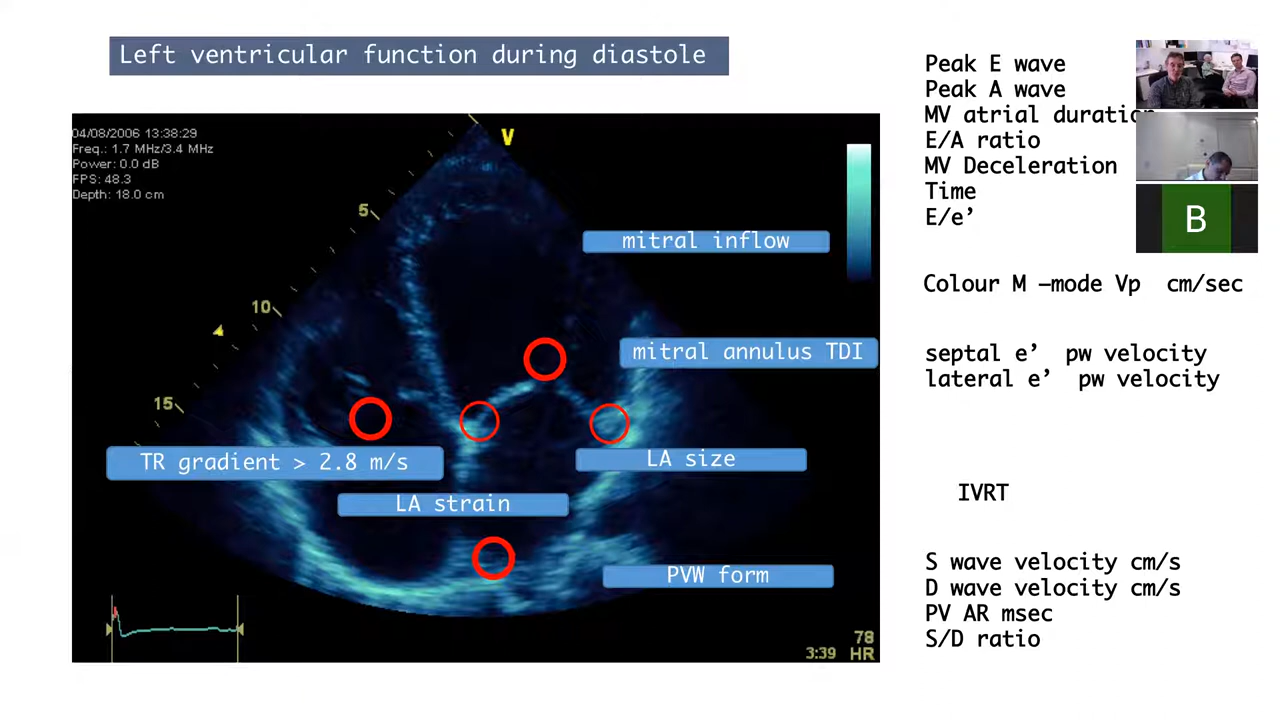 Left ventricular function during diastole
04/08/2006 13:38:29
Freq.: 1.7 MHz/3.4 MHz
Power: 0.0 dB
FPS: 48.3
Depth: 18.0 cm
V
5
10
15
mitral inflow
mitral annulus TDI
TR gradient > 2.8 m/s
LA size
LA strain
PVW form
78
3:39 HR
Peak E wave
Peak A wave
MV atrial duration
E/A ratio
MV Deceleration
Time
E/e’
B
Colour M –mode Vp cm/sec
septal e’ pw velocity
lateral e’ pw velocity
IVRT
S wave velocity cm/s
D wave velocity cm/s
PV AR msec
S/D ratio